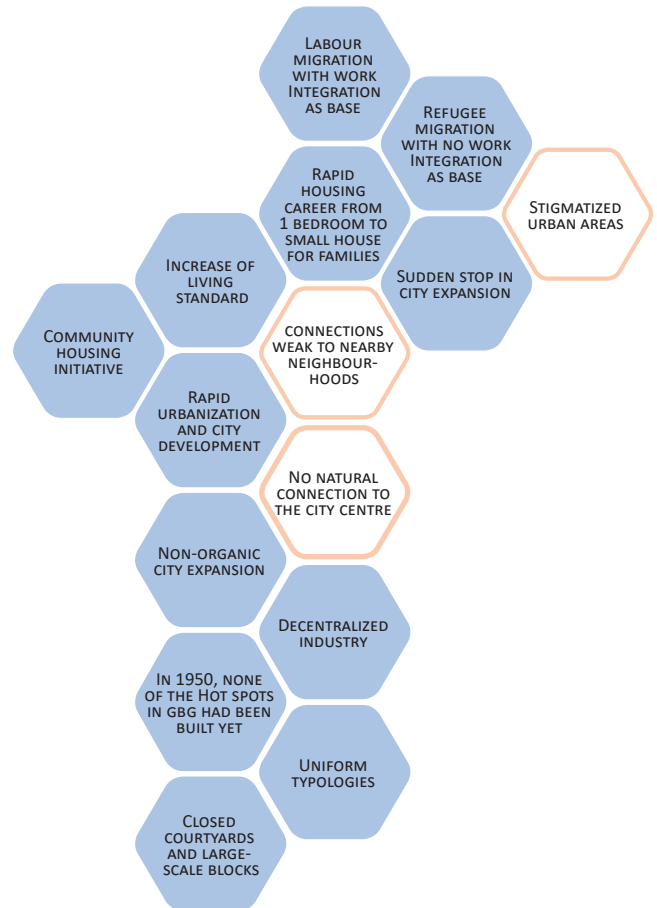 Labour
migration
with work
Integration
as base
Refugee
migration
with no work
Integration
as base
Stigmatized
urban areas
Rapid
housing
career from
1 bedroom to
small house
for families
Increase of
living
standard
Sudden stop in
city expansion
Community
housing
initiative
connections
weak to nearby
neighbour-
hoods
Rapid
urbanization
and city
development
No natural
connection to
the city centre
Non-organic
city expansion
Decentralized
industry
In 1950, none
of the Hot spots
in GBG had been
built yet
Uniform
typologies
Closed
courtyards
and large-
scale blocks